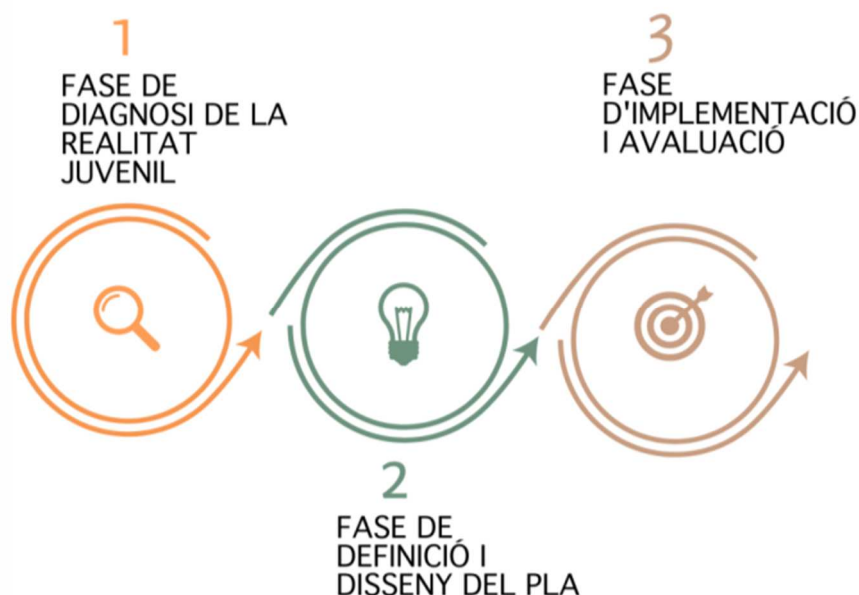 1
FASE DE
DIAGNOSI DE LA
REALITAT
JUVENIL
2
FASE DE
DEFINICIÓ I
DISSENY DEL PLA
3
FASE
D'IMPLEMENTACIÓ
I AVALUACIÓ